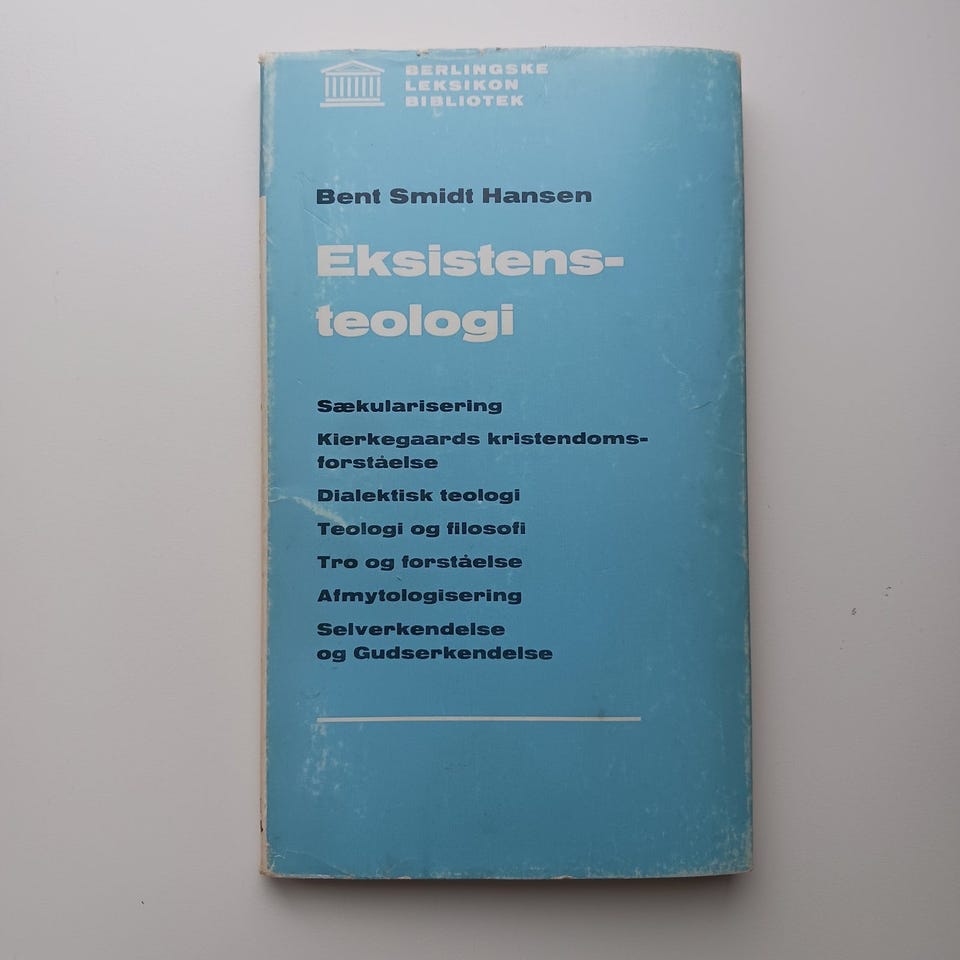 BERLINGSKE
LEKSIKON
BIBLIOTEK
Bent Smidt Hansen
Eksistens-
teologi
Sækularisering
Kierkegaards kristendoms-
forståelse
Dialektisk teologi
Teologi og filosofi
Tro og forståelse
Afmytologisering
Selverkendelse
og Gudserkendelse